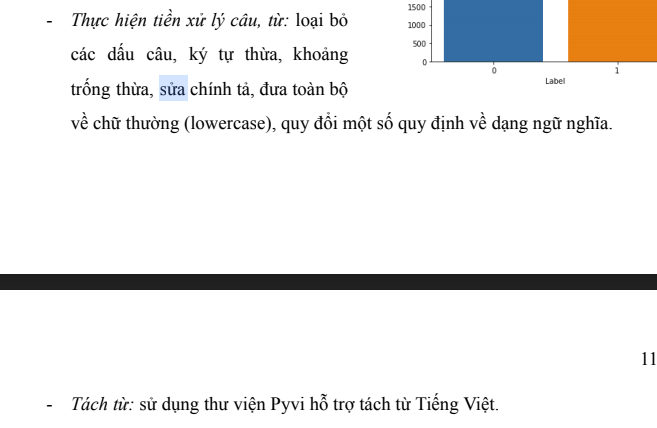 - Thực hiện tiền xử lý câu, từ: loại bỏ
các dấu câu, ký tự thừa, khoảng
trống thừa, sửa chính tả, đưa toàn bộ
về chữ thường (lowercase), quy đổi một số quy định về dạng ngữ nghĩa.
1500
1000
500
0
0 1
Label
11
- Tách từ: sử dụng thư viện Pyvi hỗ trợ tách từ Tiếng Việt.